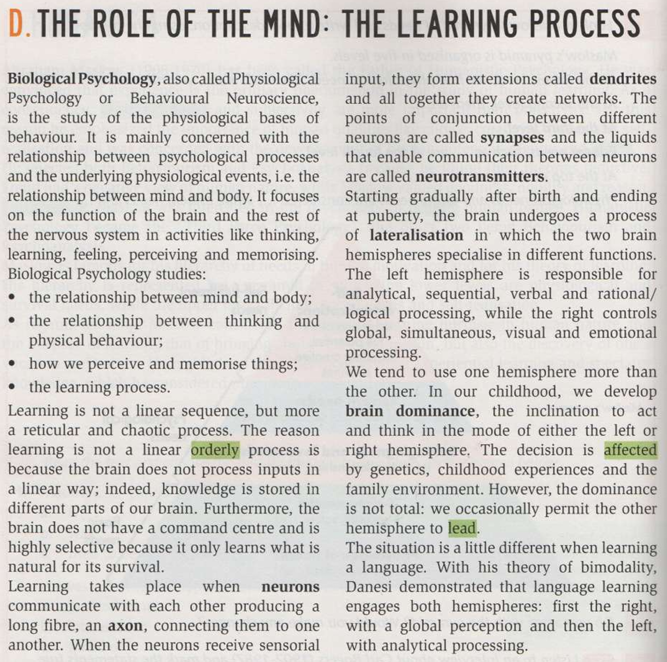 D. THE ROLE OF THE MIND: THE LEARNING PROCESS
Biological Psychology, also called Physiological
Psychology or Behavioural Neuroscience,
is the study of the physiological bases of
behaviour. It is mainly concerned with the
relationship between psychological processes
and the underlying physiological events, i.e. the
relationship between mind and body. It focuses
on the function of the brain and the rest of
the nervous system in activities like thinking,
learning, feeling, perceiving and memorising.
Biological Psychology studies:
• the relationship between mind and body;
• the relationship between thinking and
physical behaviour;
• how we perceive and memorise things;
• the learning process.
Learning is not a linear sequence, but more
a reticular and chaotic process. The reason
learning is not a linear orderly process is
because the brain does not process inputs in
a linear way; indeed, knowledge is stored in
different parts of our brain. Furthermore, the
brain does not have a command centre and is
highly selective because it only learns what is
natural for its survival.
Learning takes place when neurons
communicate with each other producing a
long fibre, an axon, connecting them to one
another. When the neurons receive sensorial
input, they form extensions called dendrites
and all together they create networks. The
points of conjunction between different
neurons are called synapses and the liquids
that enable communication between neurons
are called neurotransmitters.
Starting gradually after birth and ending
at puberty, the brain undergoes a process
of lateralisation in which the two brain
hemispheres specialise in different functions.
The left hemisphere is responsible for
analytical, sequential, verbal and rational/
logical processing, while the right controls
global, simultaneous, visual and emotional
processing.
We tend to use one hemisphere more than
the other. In our childhood, we develop
brain dominance, the inclination to act
and think in the mode of either the left or
right hemisphere. The decision is affected
by genetics, childhood experiences and the
family environment. However, the dominance
is not total: we occasionally permit the other
hemisphere to lead.
The situation is a little different when learning
a language. With his theory of bimodality,
Danesi demonstrated that language learning
engages both hemispheres: first the right,
with a global perception and then the left,
with analytical processing.